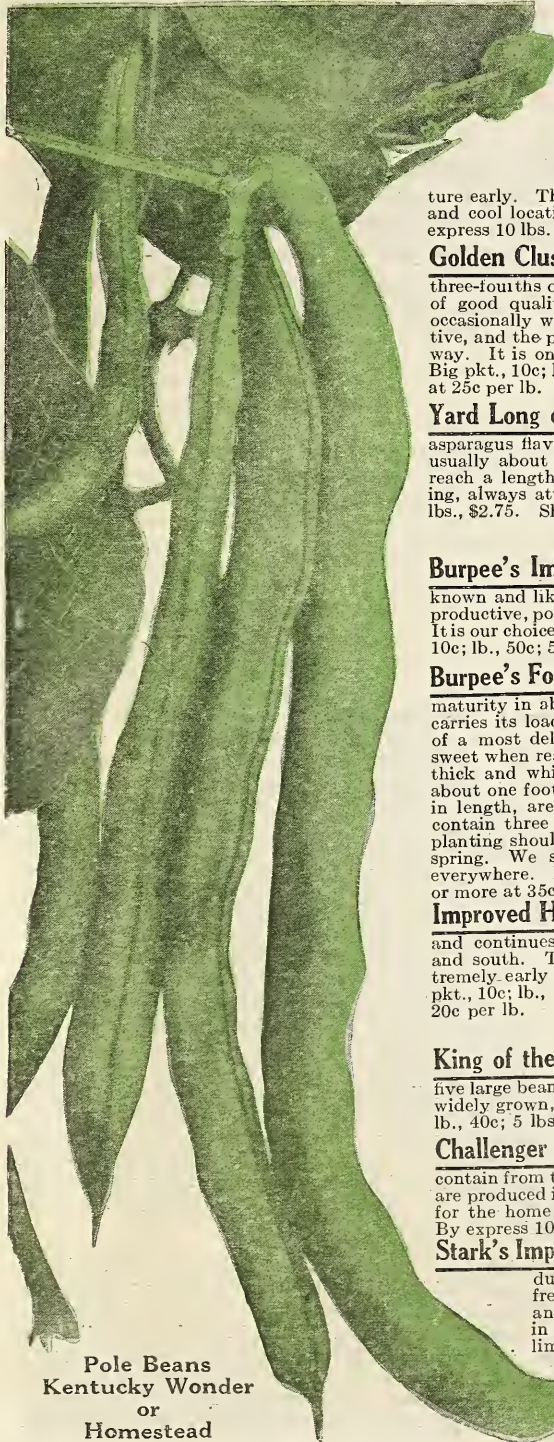 ture early. Th
and cool locati
express 10 lbs.
Golden Clus
three-fourths o
of good qualit
occasionally w
tive, and the p
way. It is on
Big pkt., 10c; l
at 25c per lb.
Yard Long o
asparagus flav
usually about
reach a length
ing, always att
lbs., $2.75. Sh
Burpee's Im
known and lik
productive, po
It is our choice
10c; lb., 50c; 5
Burpee's Fo
maturity in ab
carries its load
of a most del
sweet when re
thick and whi
about one foot
in length, are
contain three
planting shoul
spring. We s
everywhere.
or more at 35c
Improved H
and continues
and south. T
tremely early
pkt., 10c; lb.,
20c per lb.
King of the
five large bean
widely grown,
lb., 40c; 5 lbs
Challenger
contain from t
are produced i
for the home
By express 10
Stark's Imp
du
fre
an
in
lim
Pole Beans
Kentucky Wonder
or
Homestead